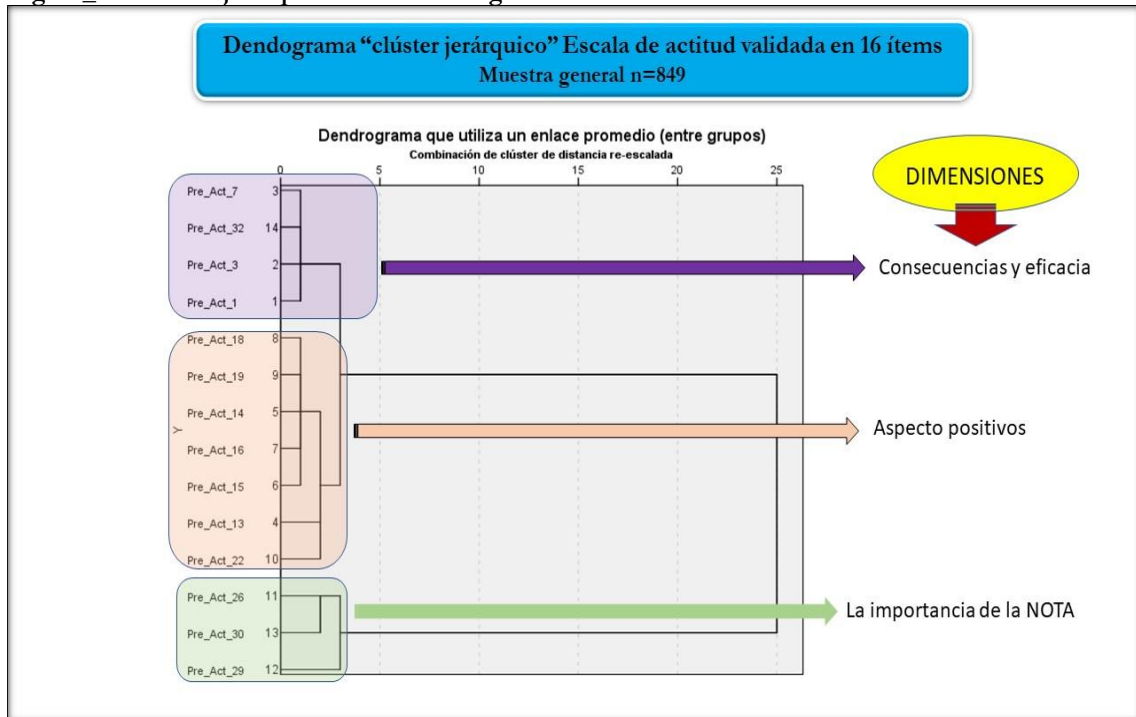 Dendograma “clúster jerárquico” Escala de actitud validada en 16 ítems
Muestra general n=849
Dendrograma que utiliza un enlace promedio (entre grupos)
Combinación de clúster de distancia re-escalada
0 5 10 15 20 25
DIMENSIONES
Pre_Act_7 3
Pre_Act_32 14
Pre_Act_3 2
Consecuencias y eficacia
Pre_Act_1 1
Pre_Act_18 8
Pre_Act_19 9
Pre_Act_14 5
Y
Aspecto positivos
Pre_Act_16 7
Pre_Act_15 6
Pre_Act_13 4
Pre_Act_22 10
Pre_Act_26 11
La importancia de la NOTA
Pre_Act_30 13
Pre_Act_29 12